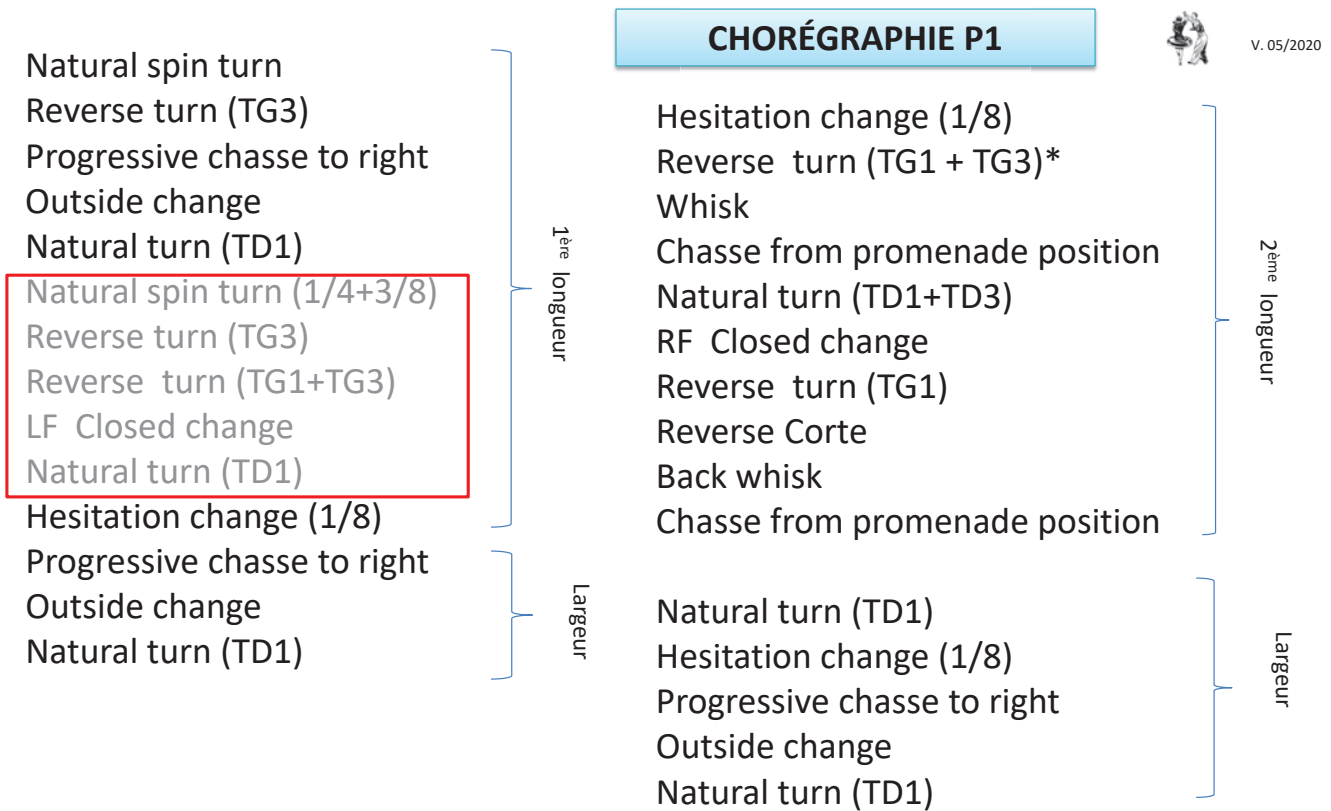 CHORÉGRAPHIE P1
V. 05/2020
Natural spin turn
Reverse turn (TG3)
Progressive chasse to right
Outside change
Natural turn (TD1)
Natural spin turn (1/4+3/8)
Reverse turn (TG3)
Reverse turn (TG1+TG3)
LF Closed change
Natural turn (TD1)
Hesitation change (1/8)
1ère longueur
Progressive chasse to right
Outside change
Natural turn (TD1)
Largeur
Hesitation change (1/8)
Reverse turn (TG1 + TG3)*
Whisk
Chasse from promenade position
Natural turn (TD1+TD3)
RF Closed change
Reverse turn (TG1)
Reverse Corte
Back whisk
Chasse from promenade position
2ème longueur
Natural turn (TD1)
Hesitation change (1/8)
Progressive chasse to right
Outside change
Natural turn (TD1)
Largeur